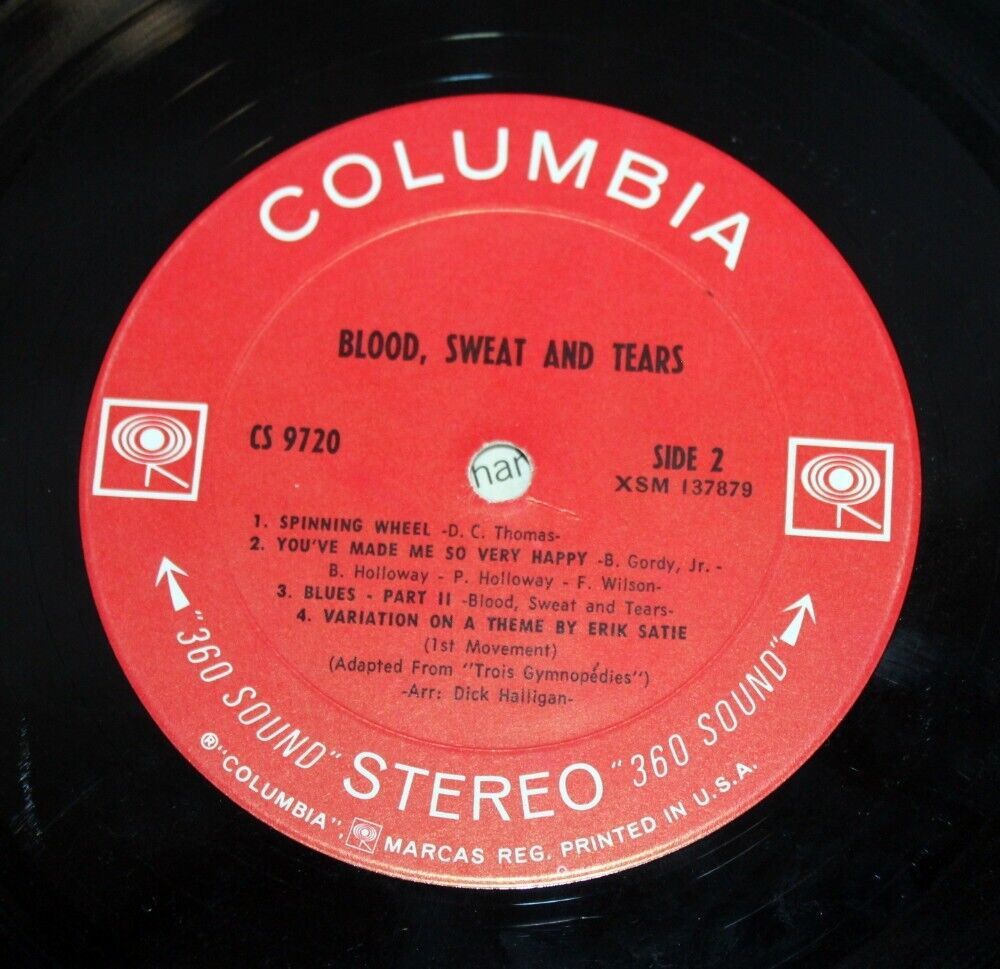 COLUMBIA
BLOOD, SWEAT AND TEARS
CS 9720
SIDE 2
XSM 137879
har
1. SPINNING WHEEL -D. C. Thomas-
2. YOU'VE MADE ME SO VERY HAPPY -B. Gordy, Jr. -
B. Holloway - P. Holloway - F. Wilson-
3. BLUES - PART II -Blood, Sweat and Tears-
4. VARIATION ON A THEME BY ERIK SATIE
(1st Movement)
(Adapted From "Trois Gymnopédies")
-Arr: Dick Halligan-
"360 SOUND" STEREO "360 SOUND"
® "COLUMBIA", MARCAS REG. PRINTED IN U.S.A.